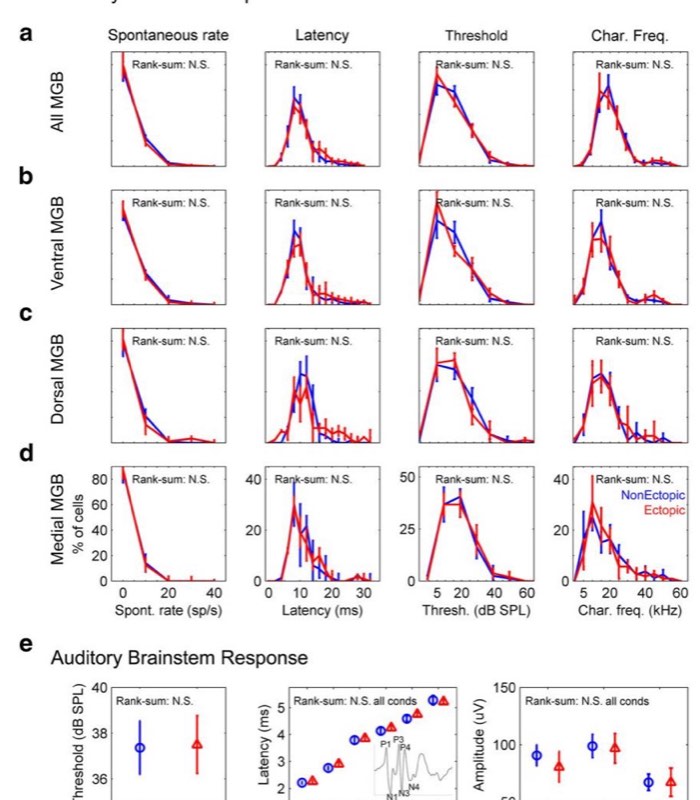 a
Spontaneous rate Latency Threshold Char. Freq.
All MGB
Rank-sum: N.S. Rank-sum: N.S. Rank-sum: N.S. Rank-sum: N.S.
b
Ventral MGB
Rank-sum: N.S. Rank-sum: N.S. Rank-sum: N.S. Rank-sum: N.S.
c
Dorsal MGB
Rank-sum: N.S. Rank-sum: N.S. Rank-sum: N.S. Rank-sum: N.S.
d
Medial MGB
% of cells
Rank-sum: N.S. Rank-sum: N.S. Rank-sum: N.S. Rank-sum: N.S.
NonEctopic
Ectopic
80 60 40 20 0
40 20 0
50 25 0
40 20 0
0 20 40 0 10 20 30 5 20 40 60 5 20 40 60
Spont. rate (sp/s) Latency (ms) Thresh. (dB SPL) Char. freq. (kHz)
e
Auditory Brainstem Response
Threshold (dB SPL)
40 38 36
Rank-sum: N.S.
Latency (ms)
5 4 3 2
Rank-sum: N.S. all conds
P1 P3 P4
N1 N3 N4
Amplitude (uV)
150 100
Rank-sum: N.S. all conds